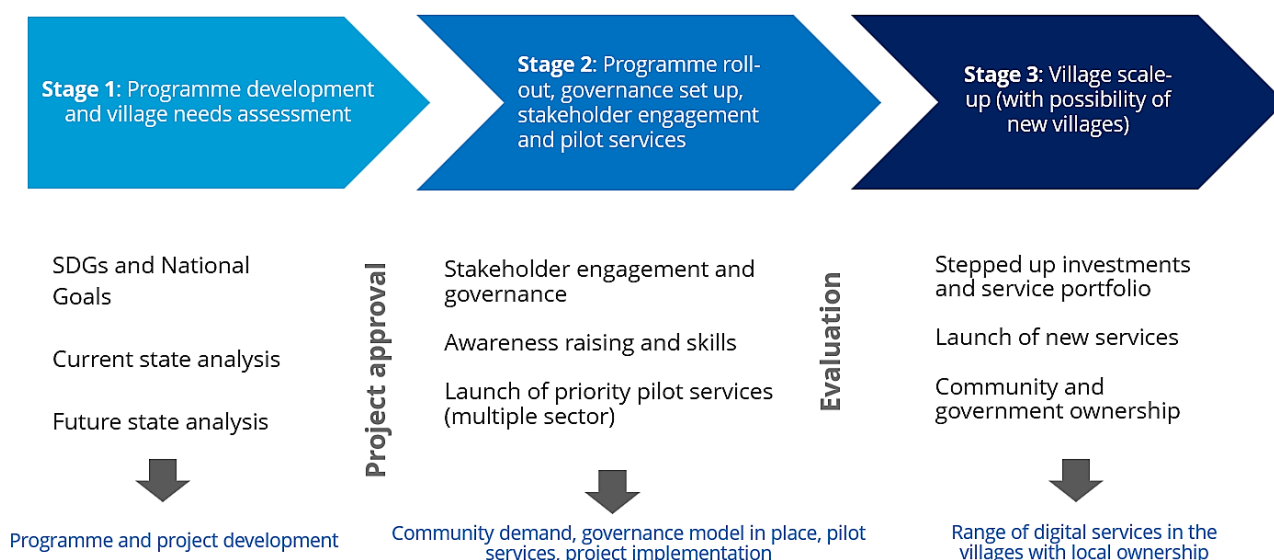 Stage 1: Programme development
and village needs assessment
Stage 2: Programme roll-
out, governance set up,
stakeholder engagement
and pilot services
Stage 3: Village scale-
up (with possibility of
new villages)
SDGs and National
Goals
Current state analysis
Future state analysis
Programme and project development
Project approval
Stakeholder engagement and
governance
Awareness raising and skills
Launch of priority pilot services
(multiple sector)
Community demand, governance model in place, pilot
services, project implementation
Evaluation
Stepped up investments
and service portfolio
Launch of new services
Community and
government ownership
Range of digital services in the
villages with local ownership